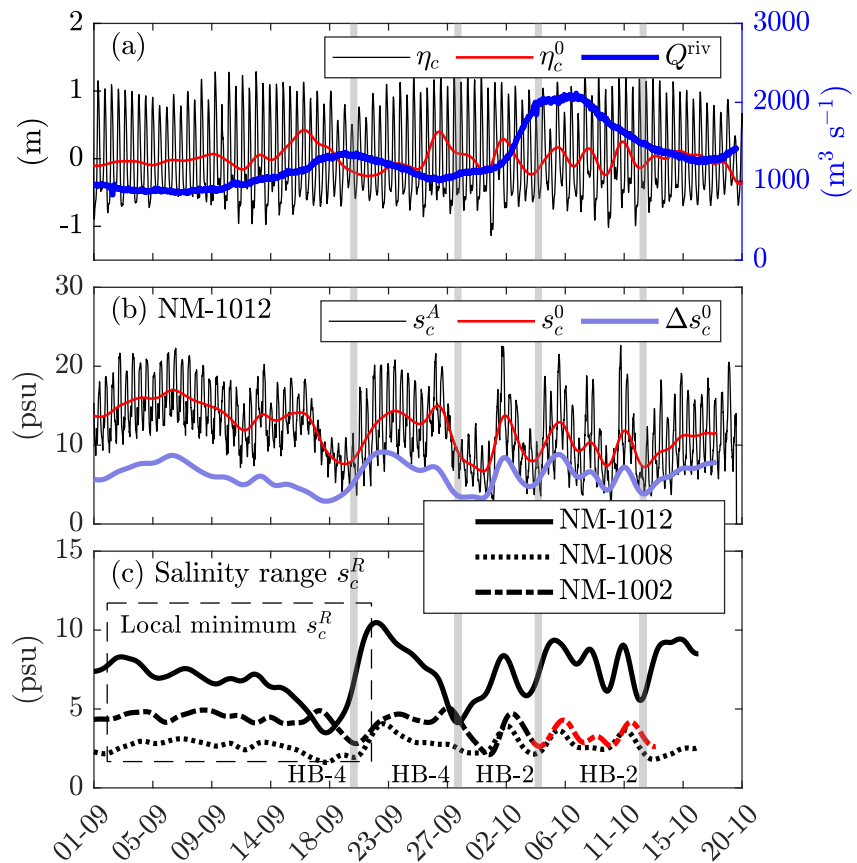 (a)
η_c η_c^0 Q^riv
2
1
0
-1
(m)
3000
2000
1000
0
(m³ s⁻¹)
(b) NM-1012
s_c^A s_c^0 Δs_c^0
30
20
10
0
(psu)
NM-1012
NM-1008
NM-1002
(c) Salinity range s_c^R
Local minimum s_c^R
15
10
5
0
(psu)
HB-4 HB-4 HB-2 HB-2
01-09 05-09 10-09 14-09 18-09 23-09 27-09 02-10 06-10 11-10 15-10 20-10